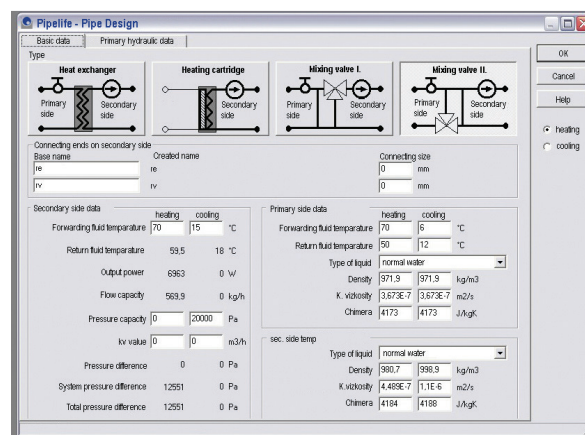 Pipelife - Pipe Design
Basic data Primary hydraulic data
Type
Heat exchanger Heating cartridge Mixing valve I. Mixing valve II.
Primary side Secondary side Secondary side Primary side Secondary side Primary side Secondary side
OK
Cancel
Help
heating
cooling
Connecting ends on secondary side
Base name Created name Connecting size
re re 0 mm
rv rv 0 mm
Secondary side data
heating cooling
Forwarding fluid temparature 70 15 °C
Return fluid temparature 59,5 18 °C
Output power 6963 0 W
Flow capacity 569,9 0 kg/h
Pressure capacity 0 20000 Pa
kv value 0 0 m3/h
Pressure difference 0 0 Pa
System pressure difference 12551 0 Pa
Total pressure difference 12551 0 Pa
Primary side data
heating cooling
Forwarding fluid temparature 70 6 °C
Return fluid temparature 50 12 °C
Type of liquid normal water
Density 971,9 971,9 kg/m3
K. vizkosity 3,673E-7 3,673E-7 m2/s
Chimera 4173 4173 J/kgK
sec. side temp
Type of liquid normal water
Density 980,7 998,9 kg/m3
K.vizkosity 4,489E-7 1,1E-6 m2/s
Chimera 4184 4188 J/kgK